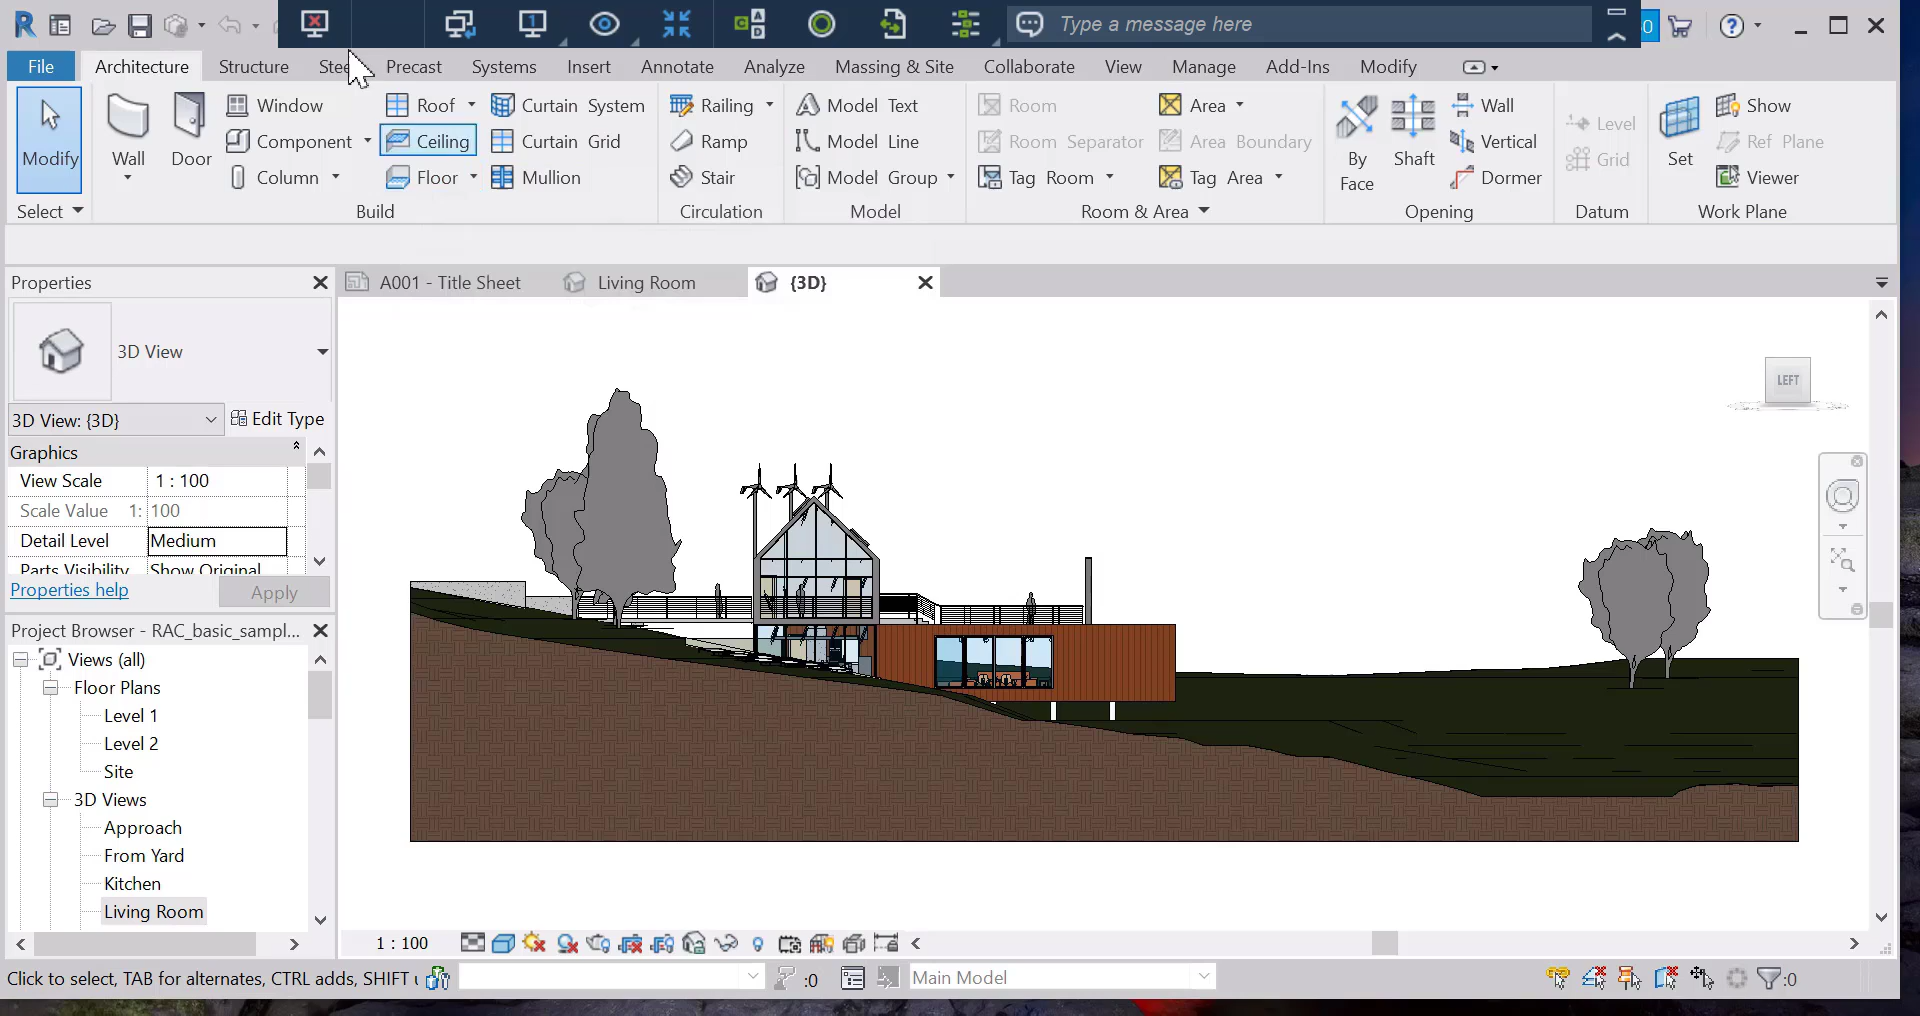 1
Type a message here
0
File Architecture Structure Precast Systems Insert Annotate Analyze Massing & Site Collaborate View Manage Add-Ins Modify
Modify
Select
Wall
Door
Window
Component
Column
Roof
Ceiling
Floor
Curtain System
Curtain Grid
Mullion
Build
Railing
Ramp
Stair
Circulation
Model Text
Model Line
Model Group
Model
Room
Room Separator
Tag Room
Area
Area Boundary
Tag Area
Room & Area
By
Face
Shaft
Wall
Vertical
Dormer
Opening
Level
Grid
Datum
Set
Show
Ref Plane
Viewer
Work Plane
Properties
A001 - Title Sheet
Living Room
{3D}
3D View
3D View: {3D}
Edit Type
Graphics
View Scale 1 : 100
Scale Value 1: 100
Detail Level Medium
Parts Visibility Show Original
Properties help
Apply
Project Browser - RAC_basic_sampl...
Views (all)
Floor Plans
Level 1
Level 2
Site
3D Views
Approach
From Yard
Kitchen
Living Room
LEFT
1 : 100
Click to select, TAB for alternates, CTRL adds, SHIFT
:0
Main Model
:0